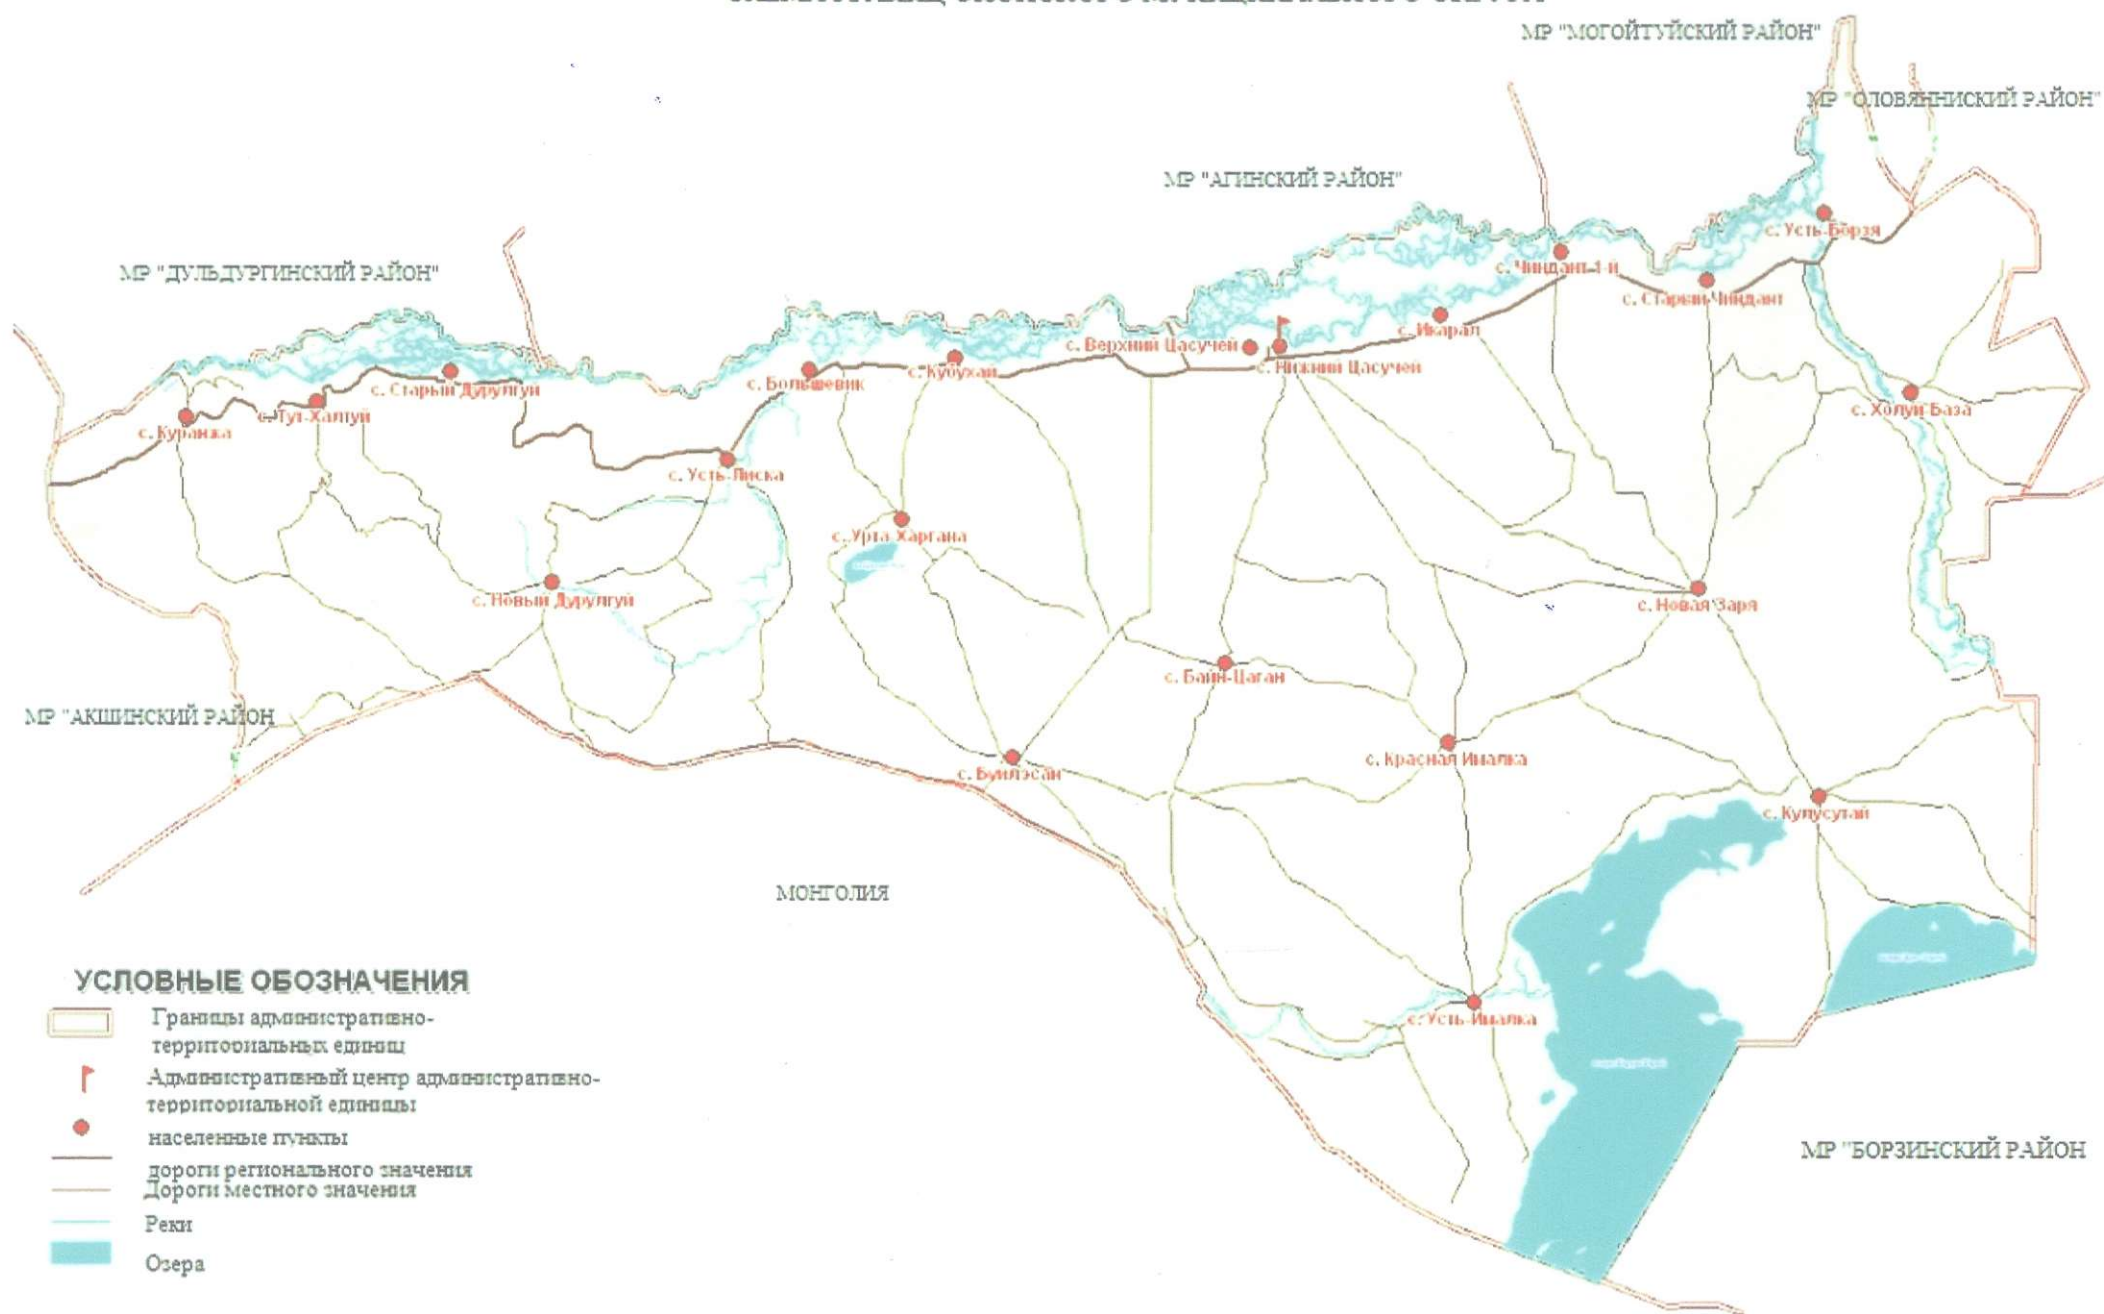 МР "МОГОЙТУЙСКИЙ РАЙОН"
МР "ОЛОВЯННИСКИЙ РАЙОН"
МР "АГИНСКИЙ РАЙОН"
МР "ДУЛЬДУРГИНСКИЙ РАЙОН"
с. Усть-Борзя
с. Чиндант 1-й
с. Старый Чиндант
с. Икарал
с. Верхний Цасучей
с. Нижний Цасучей
с. Кубухай
с. Большевик
с. Старый Дурулгуй
с. Тут-Халтуй
с. Куранжа
с. Холуй-База
с. Усть-Лиска
с. Урта-Харгана
с. Новый Дурулгуй
с. Новая Заря
с. Баин-Цаган
МР "АКШИНСКИЙ РАЙОН
с. Красная Ималка
с. Буилэсан
с. Кулусутай
МОНГОЛИЯ
с. Усть-Ималка
МР "БОРЗИНСКИЙ РАЙОН
УСЛОВНЫЕ ОБОЗНАЧЕНИЯ
Границы административно-
территориальных единиц
Административный центр административно-
территориальной единицы
населенные пункты
дороги регионального значения
Дороги местного значения
Реки
Озера